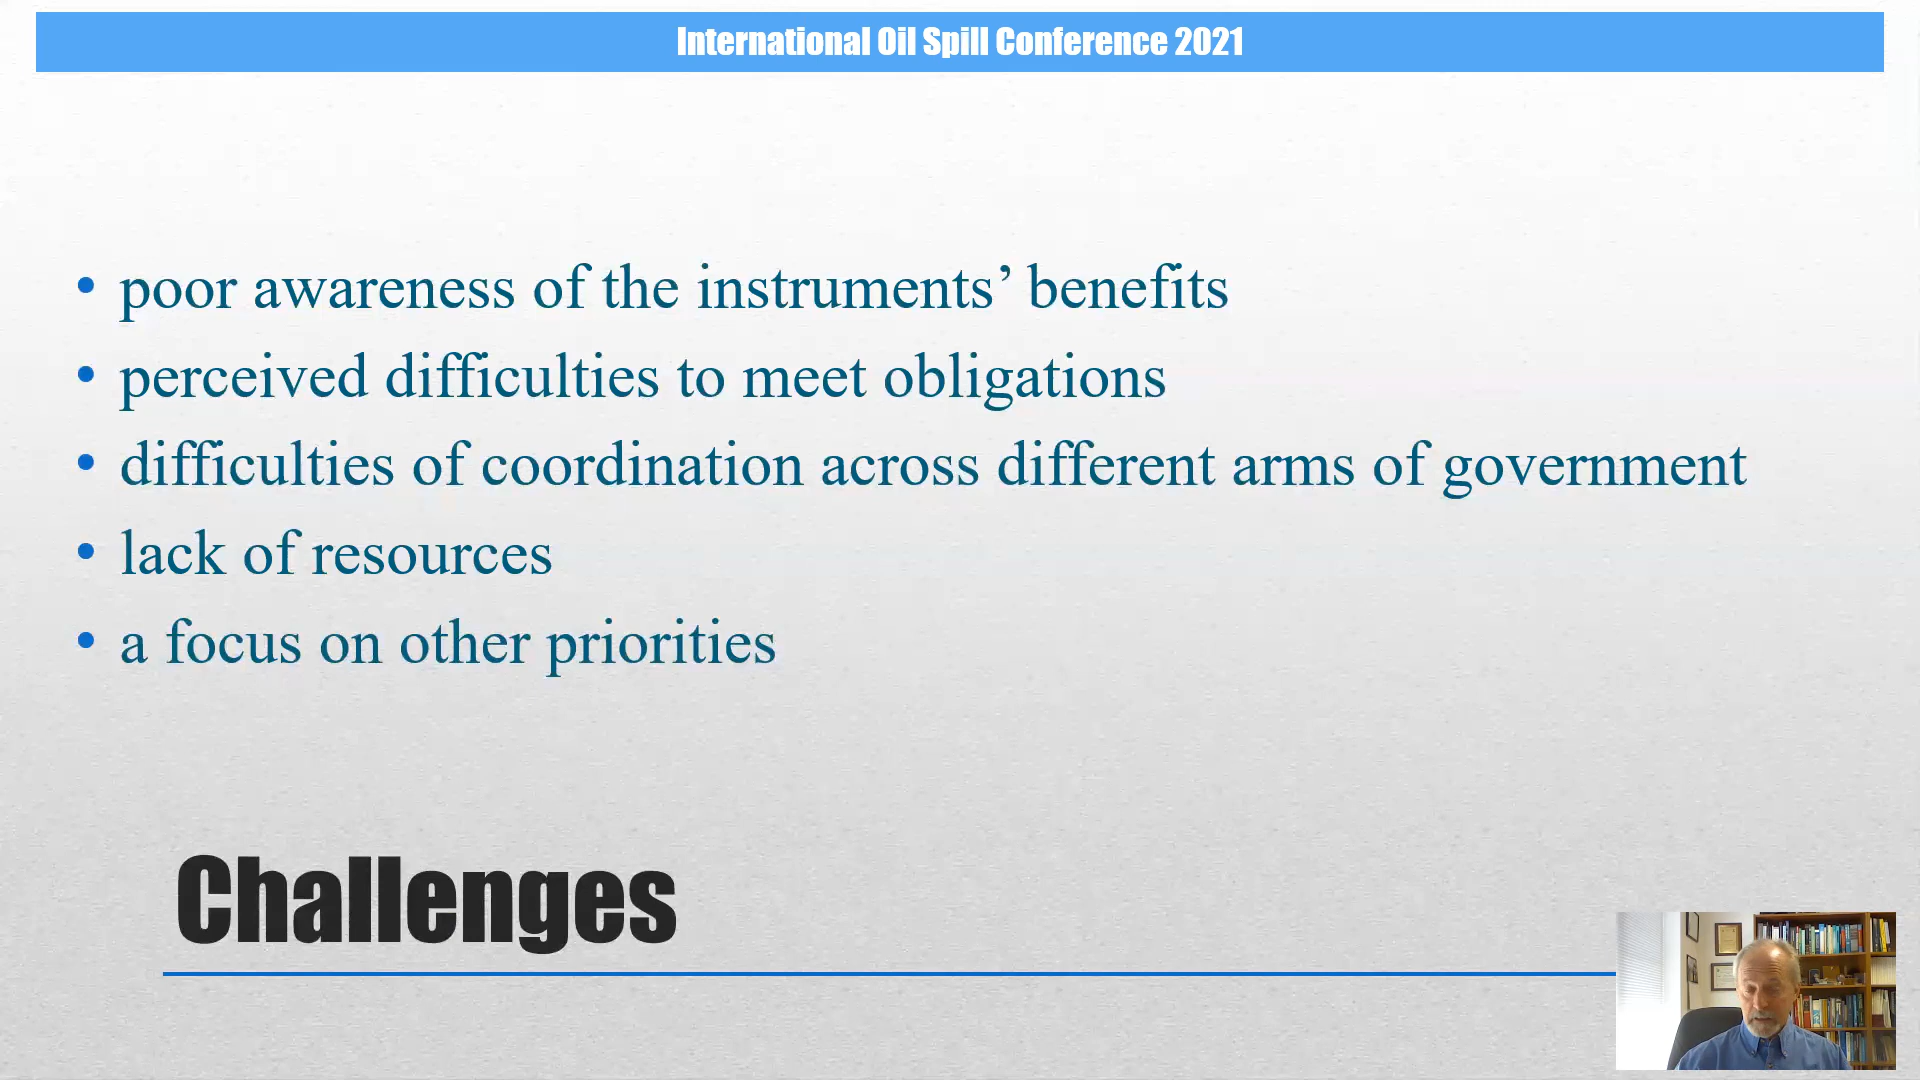 International Oil Spill Conference 2021
• poor awareness of the instruments’ benefits
• perceived difficulties to meet obligations
• difficulties of coordination across different arms of government
• lack of resources
• a focus on other priorities
Challenges